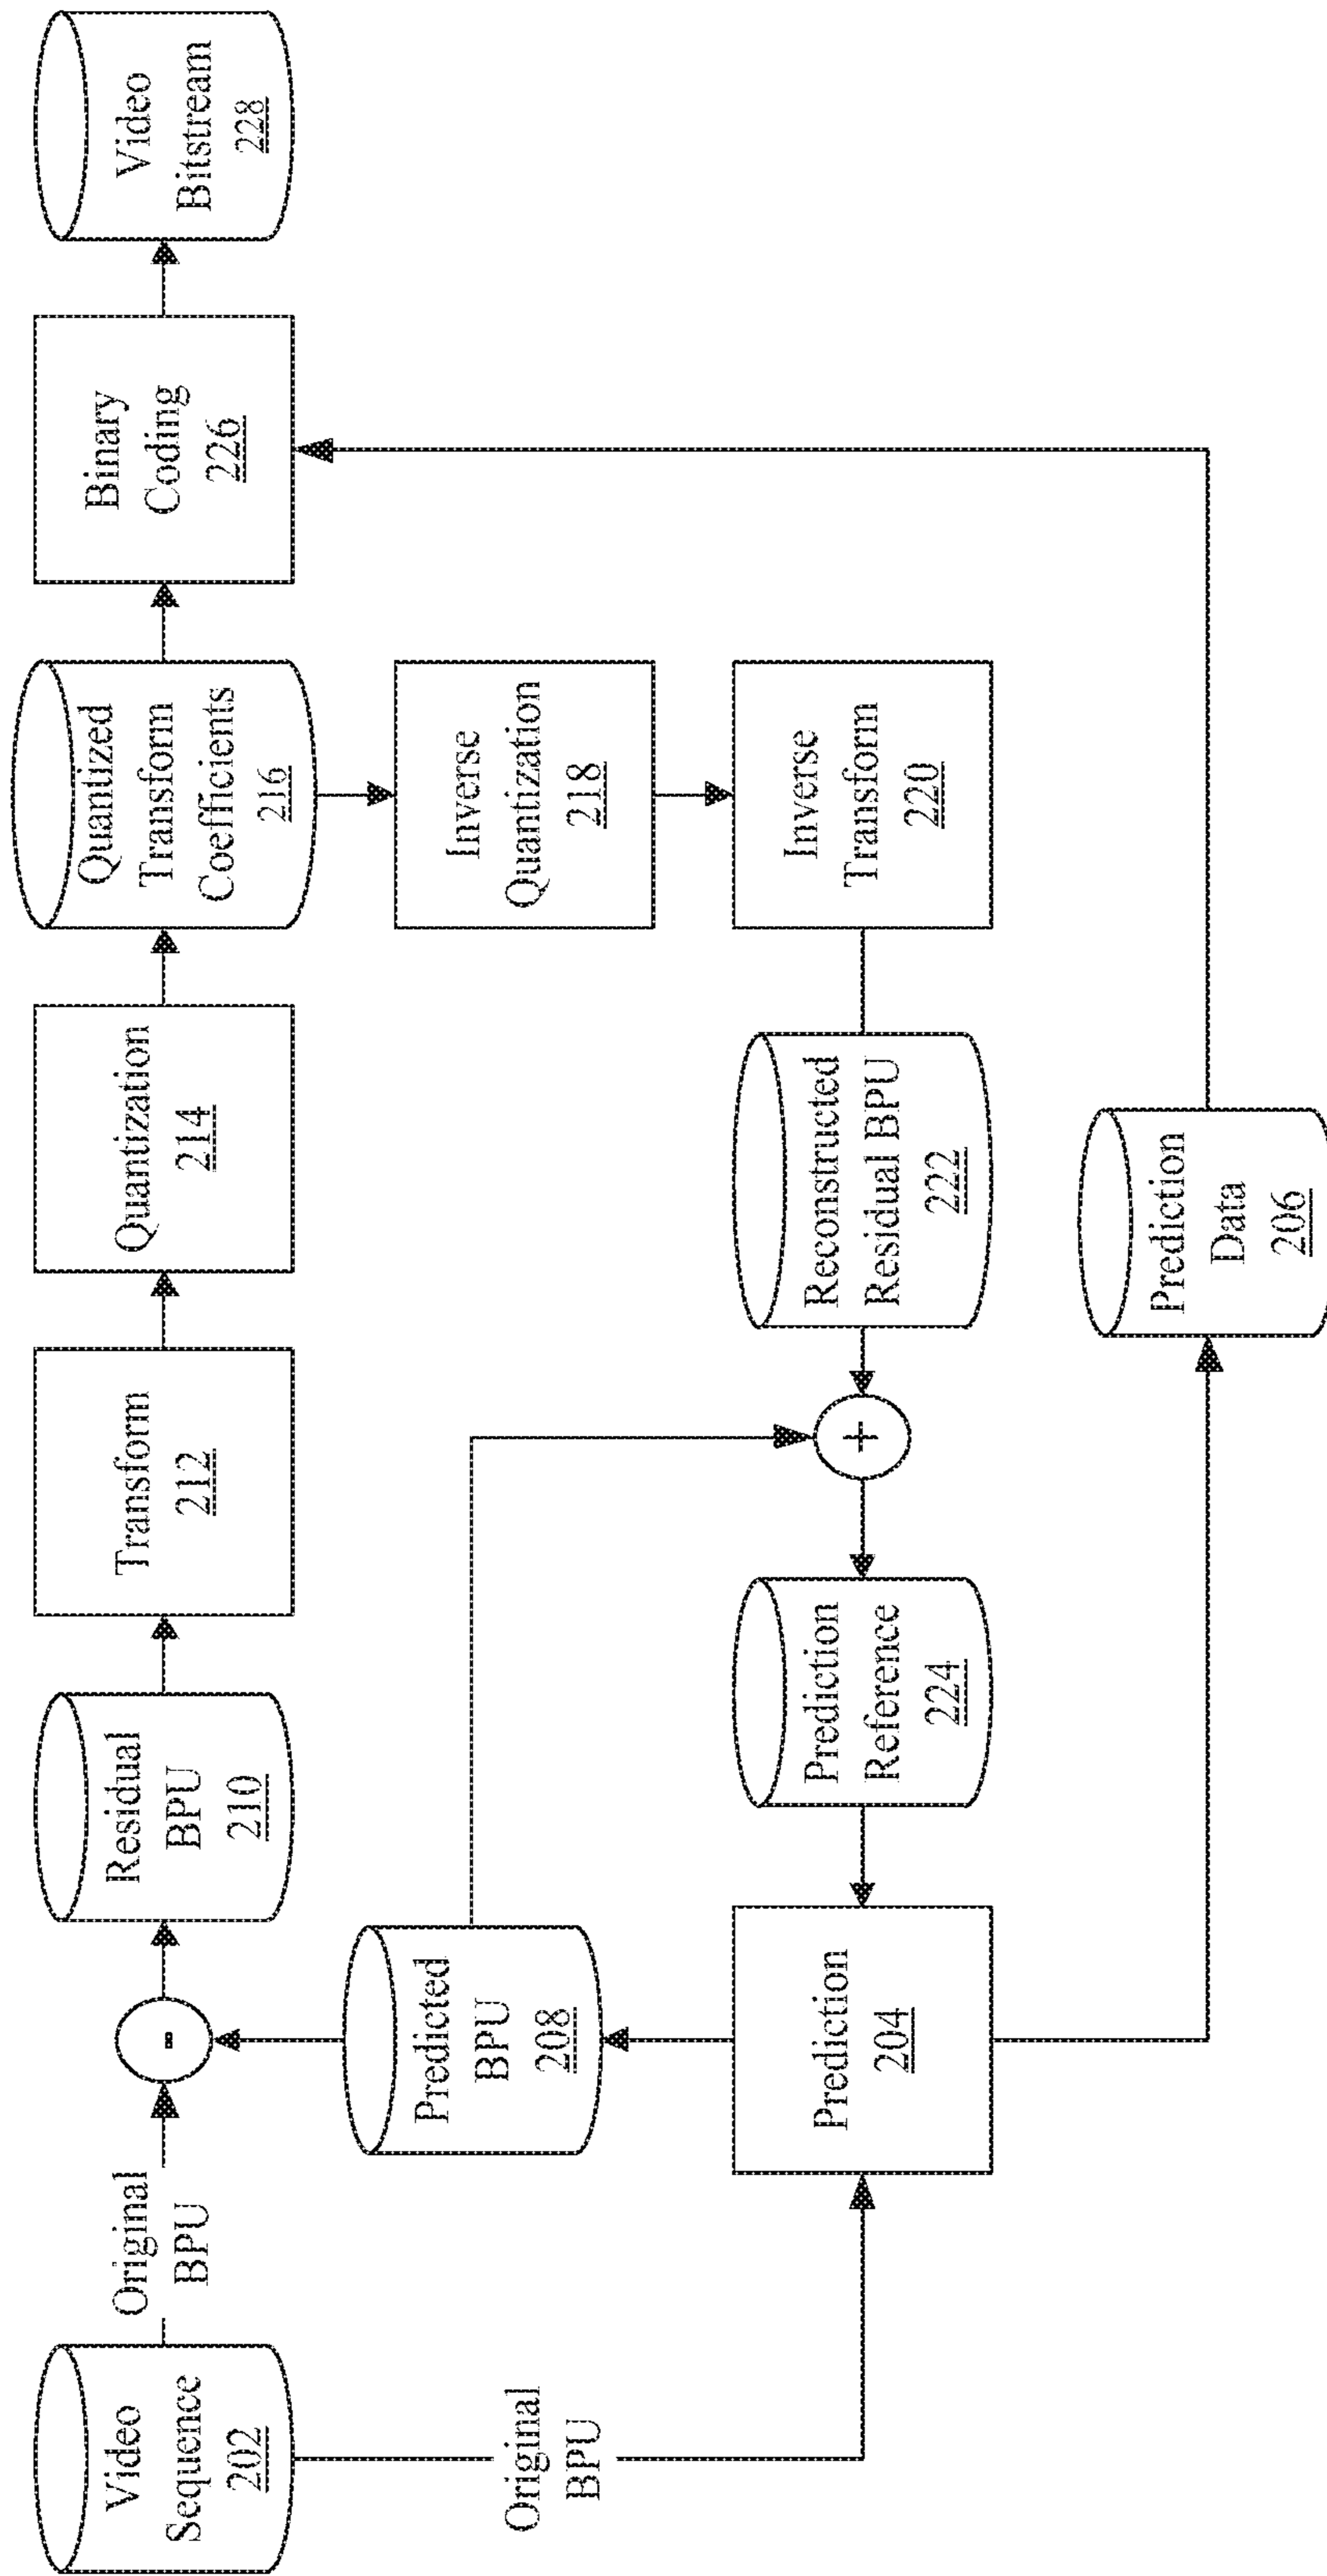 Video
Sequence
202
Original
BPU
-
Residual
BPU
210
Transform
212
Quantization
214
Quantized
Transform
Coefficients
216
Binary
Coding
226
Video
Bitstream
228
Original
BPU
Predicted
BPU
208
Inverse
Quantization
218
Prediction
204
Prediction
Reference
224
+
Reconstructed
Residual BPU
222
Inverse
Transform
220
Prediction
Data
206